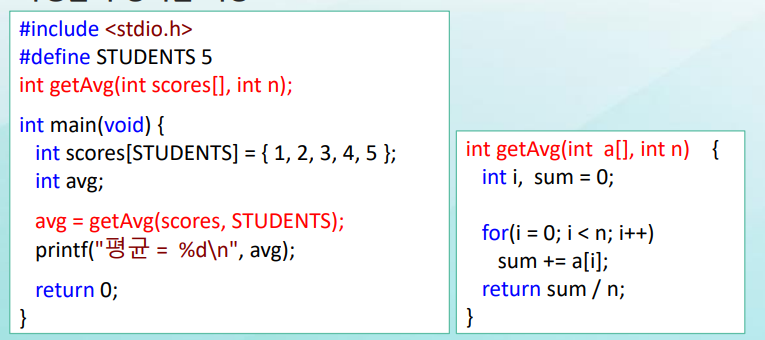 #include <stdio.h>
#define STUDENTS 5
int getAvg(int scores[], int n);
int main(void) {
int scores[STUDENTS] = { 1, 2, 3, 4, 5 };
int avg;
avg = getAvg(scores, STUDENTS);
printf("평균 = %d\n", avg);
return 0;
}
int getAvg(int a[], int n) {
int i, sum = 0;
for(i = 0; i < n; i++)
sum += a[i];
return sum / n;
}